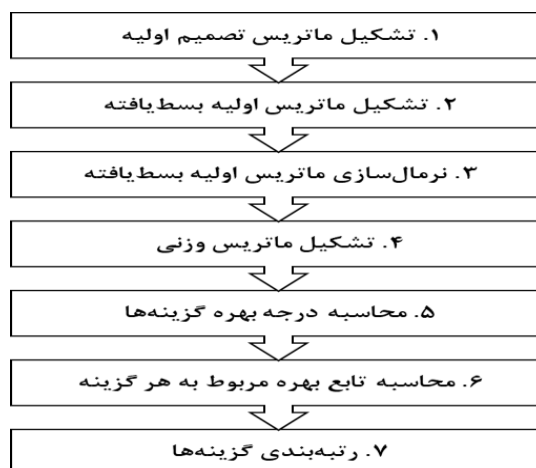 ۱. تشکیل ماتریس تصمیم اولیه
۲. تشکیل ماتریس اولیه بسط‌یافته
۳. نرمال‌سازی ماتریس اولیه بسط‌یافته
۴. تشکیل ماتریس وزنی
۵. محاسبه درجه بهره گزینه‌ها
۶. محاسبه تابع بهره مربوط به هر گزینه
۷. رتبه‌بندی گزینه‌ها